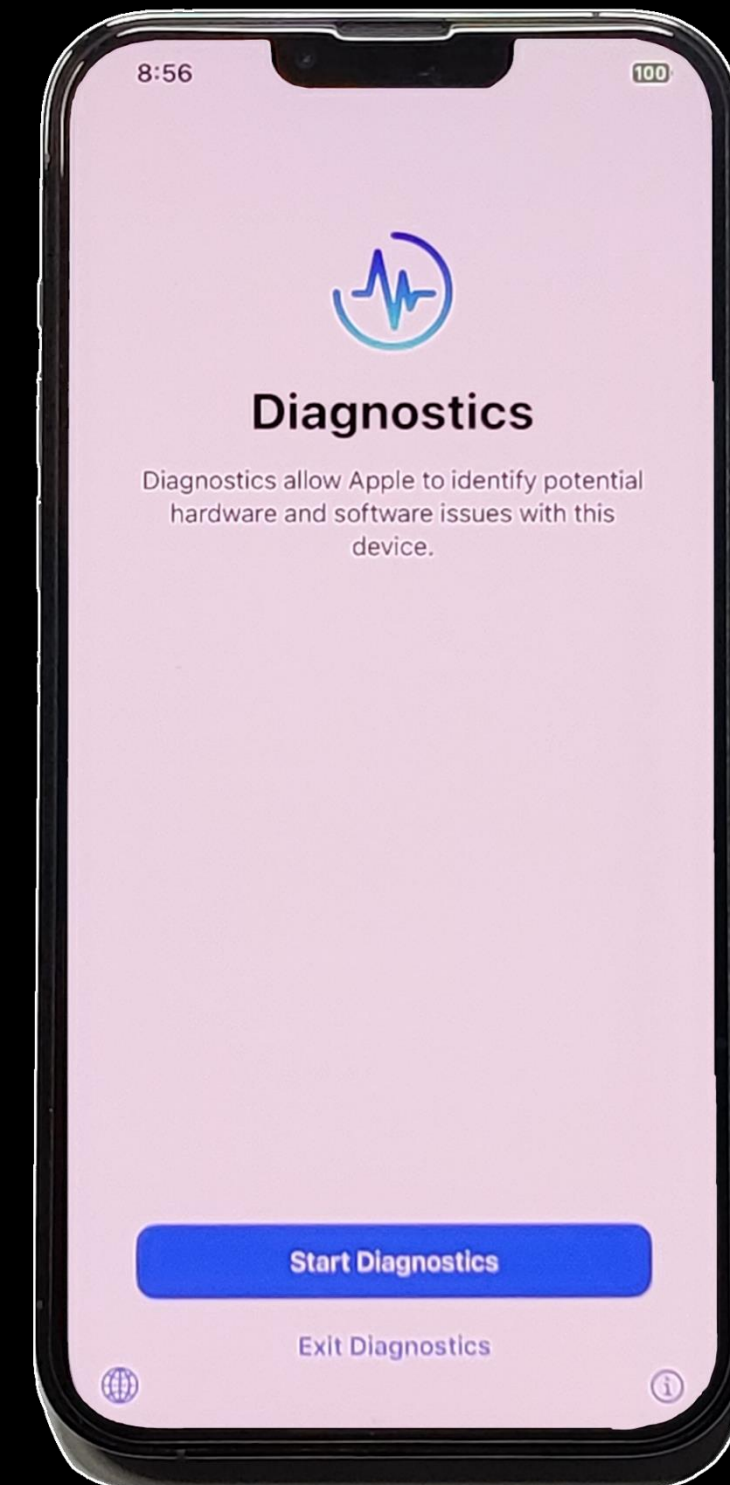 8:56
100
Diagnostics
Diagnostics allow Apple to identify potential
hardware and software issues with this
device.
Start Diagnostics
Exit Diagnostics